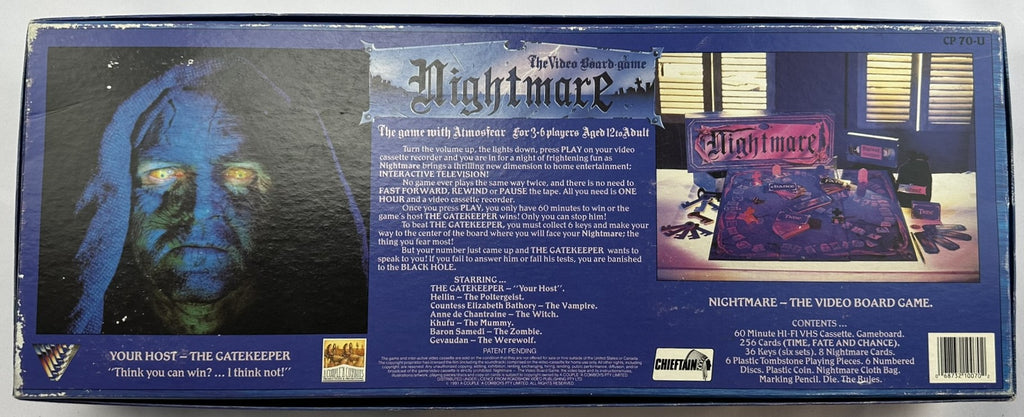 CP 70-U
The Video Board-game
Nightmare
The game with Atmosfear For 3-6 players Aged 12 to Adult
Turn the volume up, the lights down, press PLAY on your video
cassette recorder and you are in for a night of frightening fun as
Nightmare brings a thrilling new dimension to home entertainment;
INTERACTIVE TELEVISION!
No game ever plays the same way twice, and there is no need to
FAST FORWARD, REWIND or PAUSE the tape. All you need is ONE
HOUR and a video cassette recorder.
Once you press PLAY, you only have 60 minutes to win or the
game's host THE GATEKEEPER wins! Only you can stop him!
To beat THE GATEKEEPER, you must collect 6 keys and make your
way to the center of the board where you will face your Nightmare; the
thing you fear most!
But your number just came up and THE GATEKEEPER wants to
speak to you! If you fail to answer him or fail his tests, you are banished
to the BLACK HOLE.
STARRING ...
THE GATEKEEPER – "Your Host".
Hellin – The Poltergeist.
Countess Elizabeth Bathory – The Vampire.
Anne de Chantraine – The Witch.
Khufu – The Mummy.
Baron Samedi – The Zombie.
Gevaudan – The Werewolf.
PATENT PENDING
YOUR HOST – THE GATEKEEPER
"Think you can win? ... I think not!"
Nightmare
Chance
Time
NIGHTMARE – THE VIDEO BOARD GAME.
CONTENTS ...
60 Minute HI-FI VHS Cassette. Gameboard.
256 Cards (TIME, FATE AND CHANCE).
36 Keys (six sets). 8 Nightmare Cards.
6 Plastic Tombstone Playing Pieces. 6 Numbered
Discs. Plastic Coin. Nightmare Cloth Bag.
Marking Pencil. Die. The Rules.
CHIEFTAIN